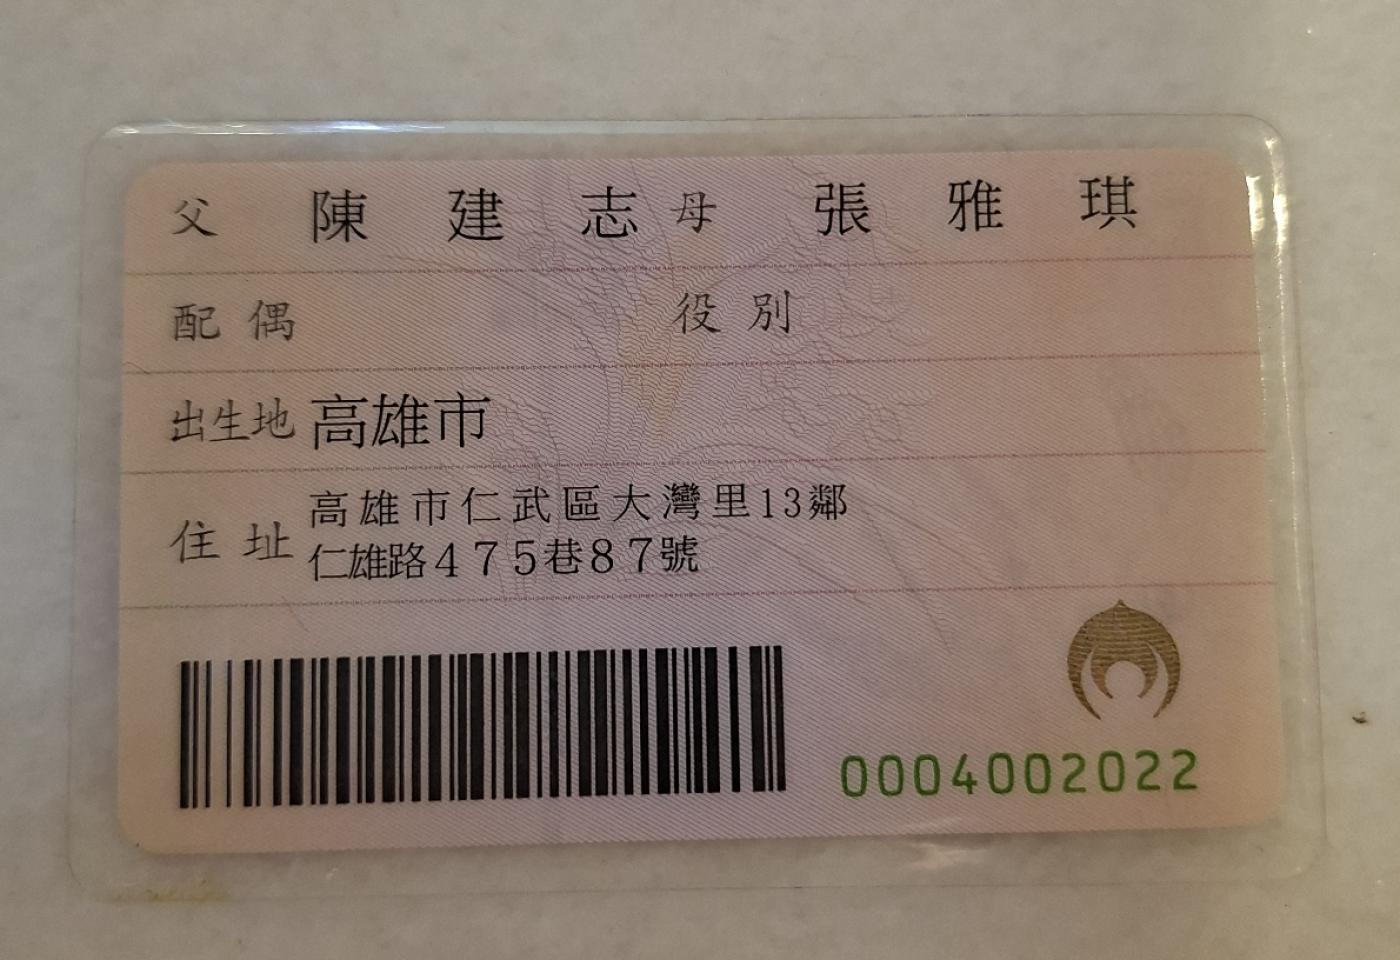 父 陳建志 母 張雅琪
配偶 役別
出生地 高雄市
住址 高雄市仁武區大灣里13鄰
仁雄路475巷87號
0004002022